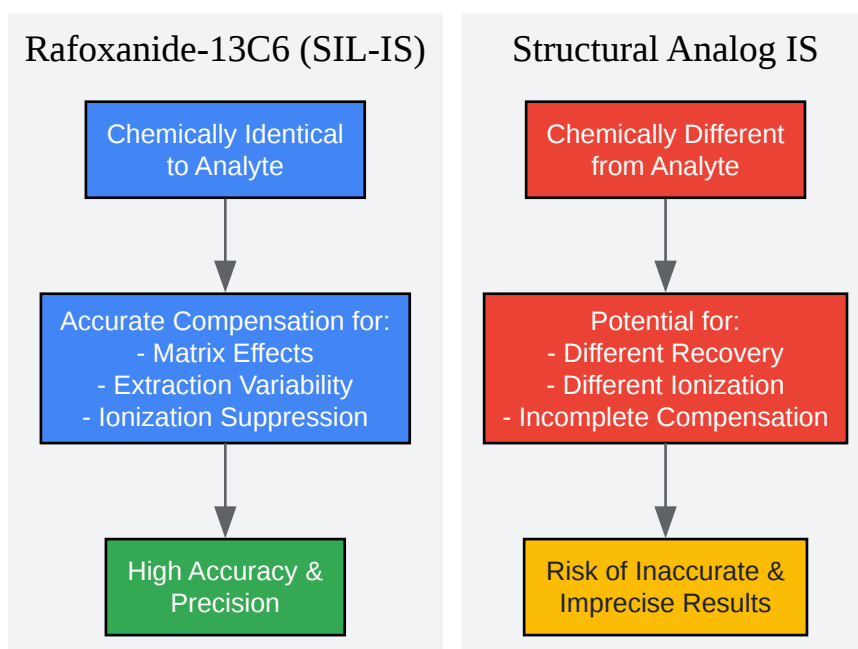 Rafoxanide-13C6 (SIL-IS)
Chemically Identical
to Analyte
Accurate Compensation for:
- Matrix Effects
- Extraction Variability
- Ionization Suppression
High Accuracy &
Precision
Structural Analog IS
Chemically Different
from Analyte
Potential for:
- Different Recovery
- Different Ionization
- Incomplete Compensation
Risk of Inaccurate &
Imprecise Results